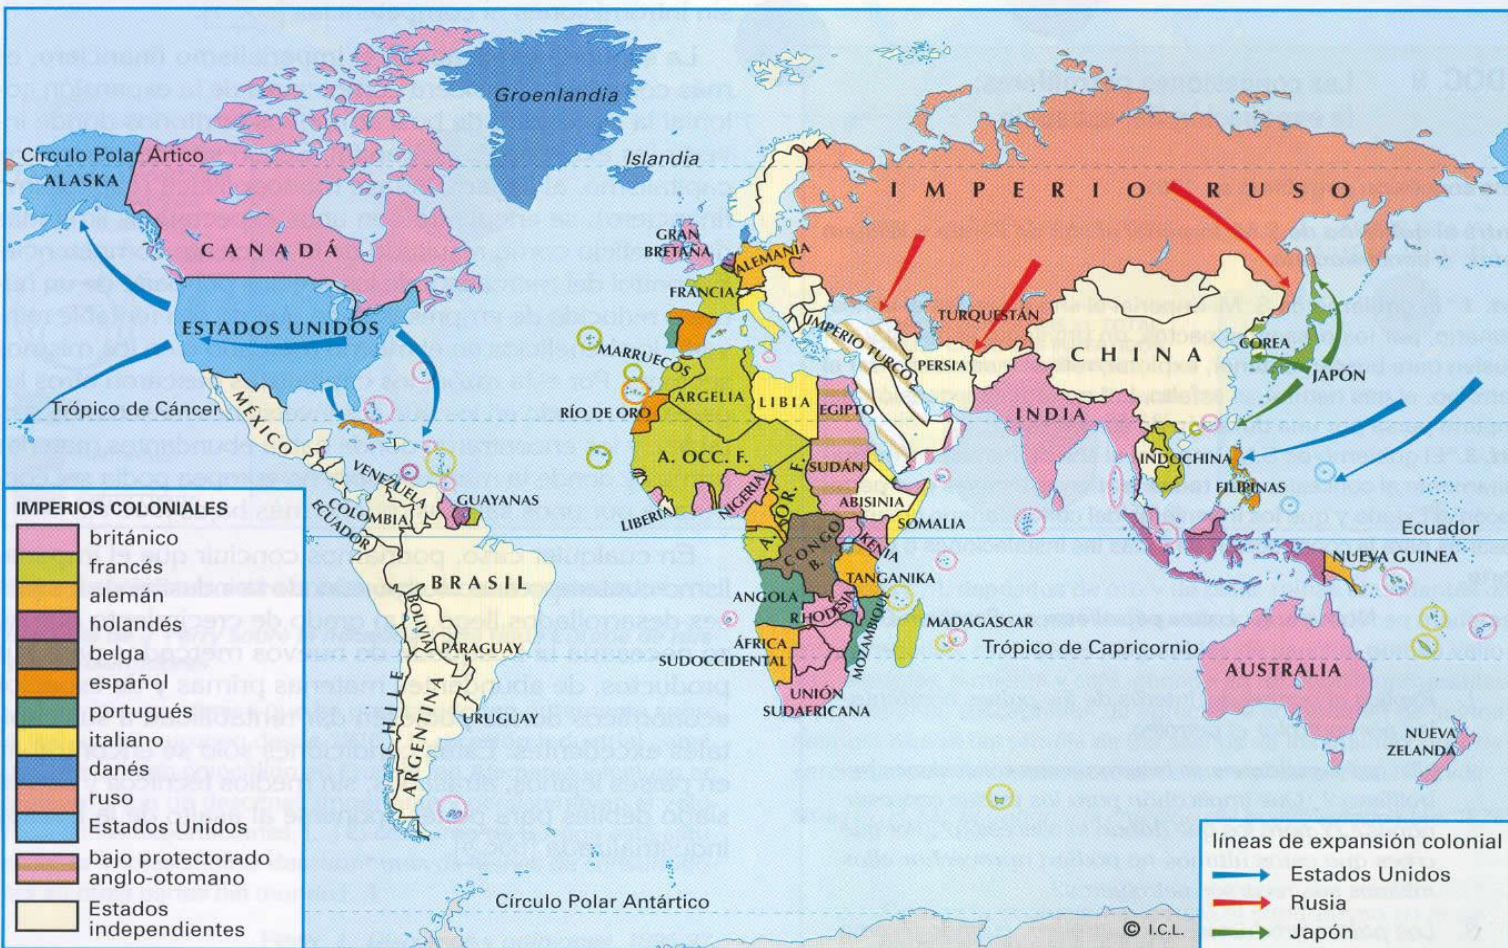 Groenlandia
Islandia
Círculo Polar Ártico
ALASKA
CANADÁ
ESTADOS UNIDOS
Trópico de Cáncer
MÉXICO
VENEZUELA
GUAYANAS
COLOMBIA
ECUADOR
BRASIL
BOLIVIA
PARAGUAY
CHILE
ARGENTINA
URUGUAY
IMPERIO RUSO
GRAN
BRETAÑA
ALEMANIA
FRANCIA
IMPERIO TURCO
TURQUESTÁN
PERSIA
CHINA
COREA
JAPÓN
MARRUECOS
RÍO DE ORO
ARGELIA
LIBIA
EGIPTO
INDIA
A. OCC. F.
SUDÁN
INDOCHINA
FILIPINAS
LIBERIA
NIGERIA
A. OR. F.
ABISINIA
SOMALIA
CONGO
B.
KENIA
Ecuador
NUEVA GUINEA
TANGANIKA
ANGOLA
RHODESIA
MOZAMBIQUE
MADAGASCAR
ÁFRICA
SUDOCCIDENTAL
Trópico de Capricornio
AUSTRALIA
UNIÓN
SUDAFRICANA
NUEVA
ZELANDA
Círculo Polar Antártico
© I.C.L.
IMPERIOS COLONIALES
británico
francés
alemán
holandés
belga
español
portugués
italiano
danés
ruso
Estados Unidos
bajo protectorado
anglo-otomano
Estados
independientes
líneas de expansión colonial
Estados Unidos
Rusia
Japón